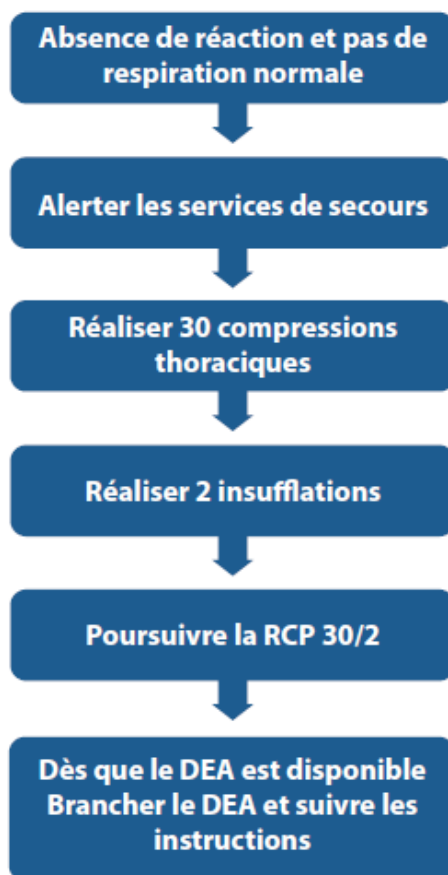 Absence de réaction et pas de
respiration normale
Alerter les services de secours
Réaliser 30 compressions
thoraciques
Réaliser 2 insufflations
Poursuivre la RCP 30/2
Dès que le DEA est disponible
Brancher le DEA et suivre les
instructions